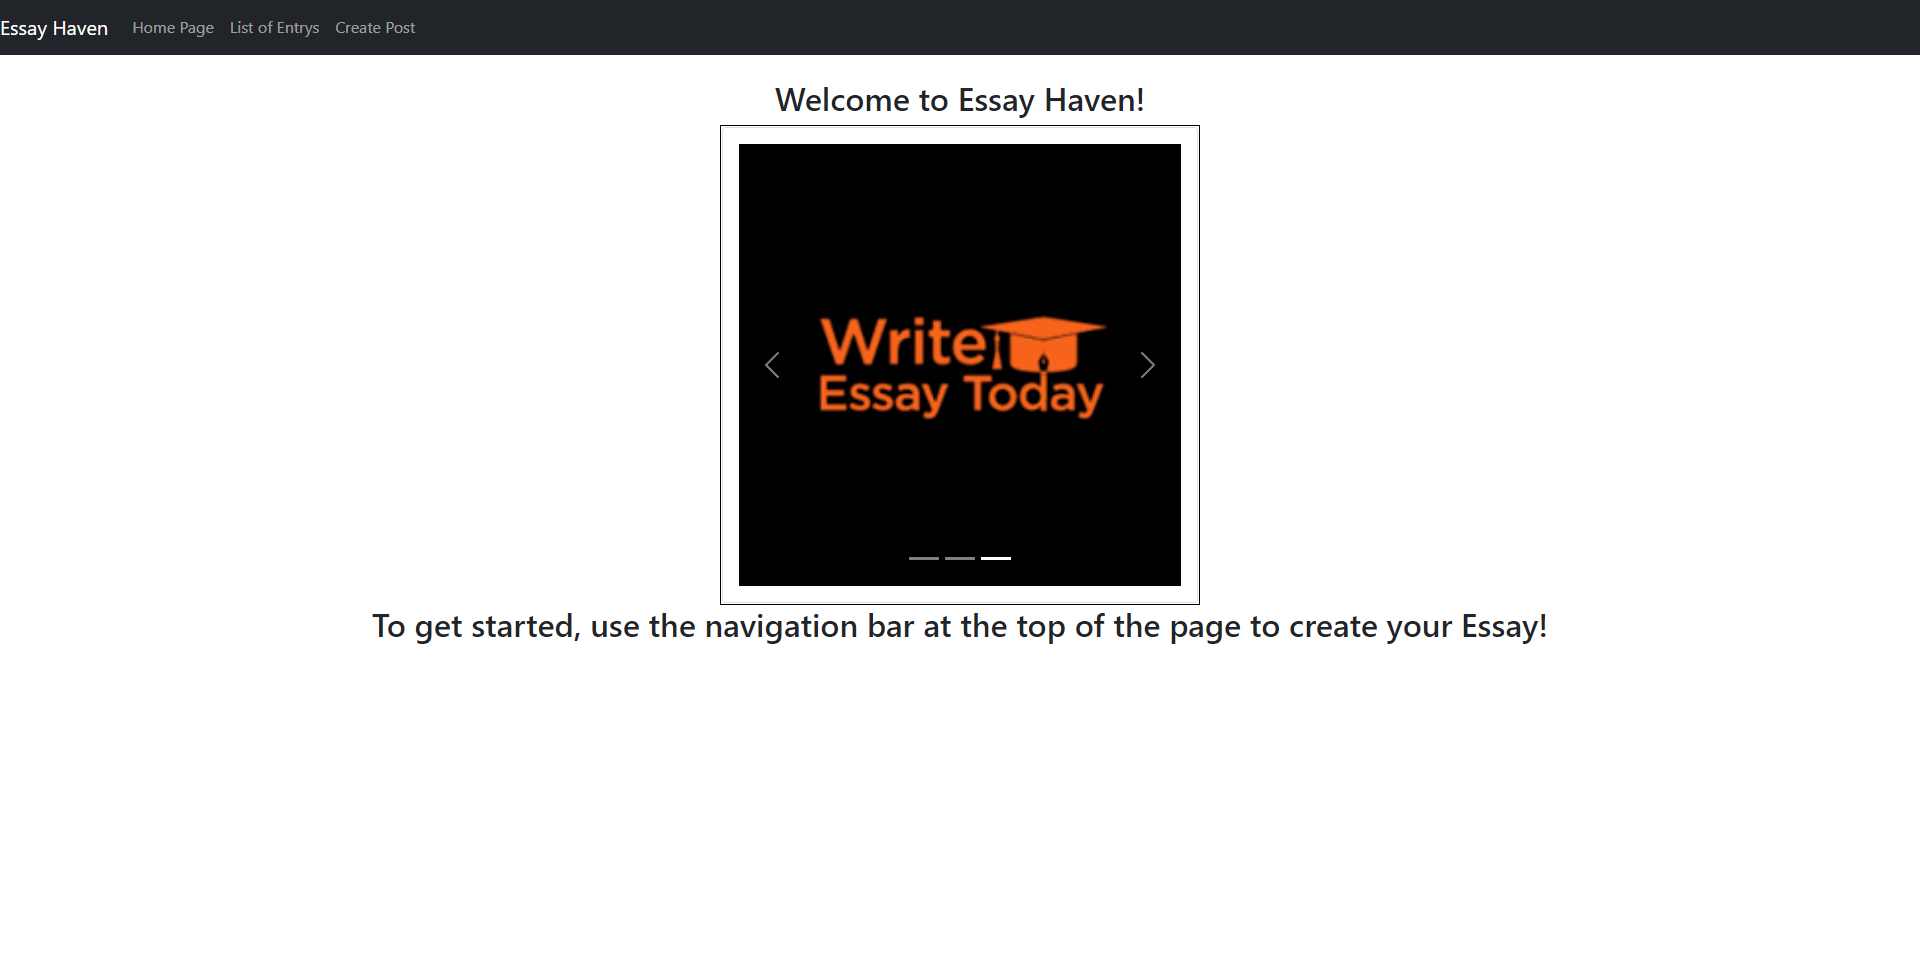 Essay Haven Home Page List of Entrys Create Post
Welcome to Essay Haven!
Write
Essay Today
To get started, use the navigation bar at the top of the page to create your Essay!